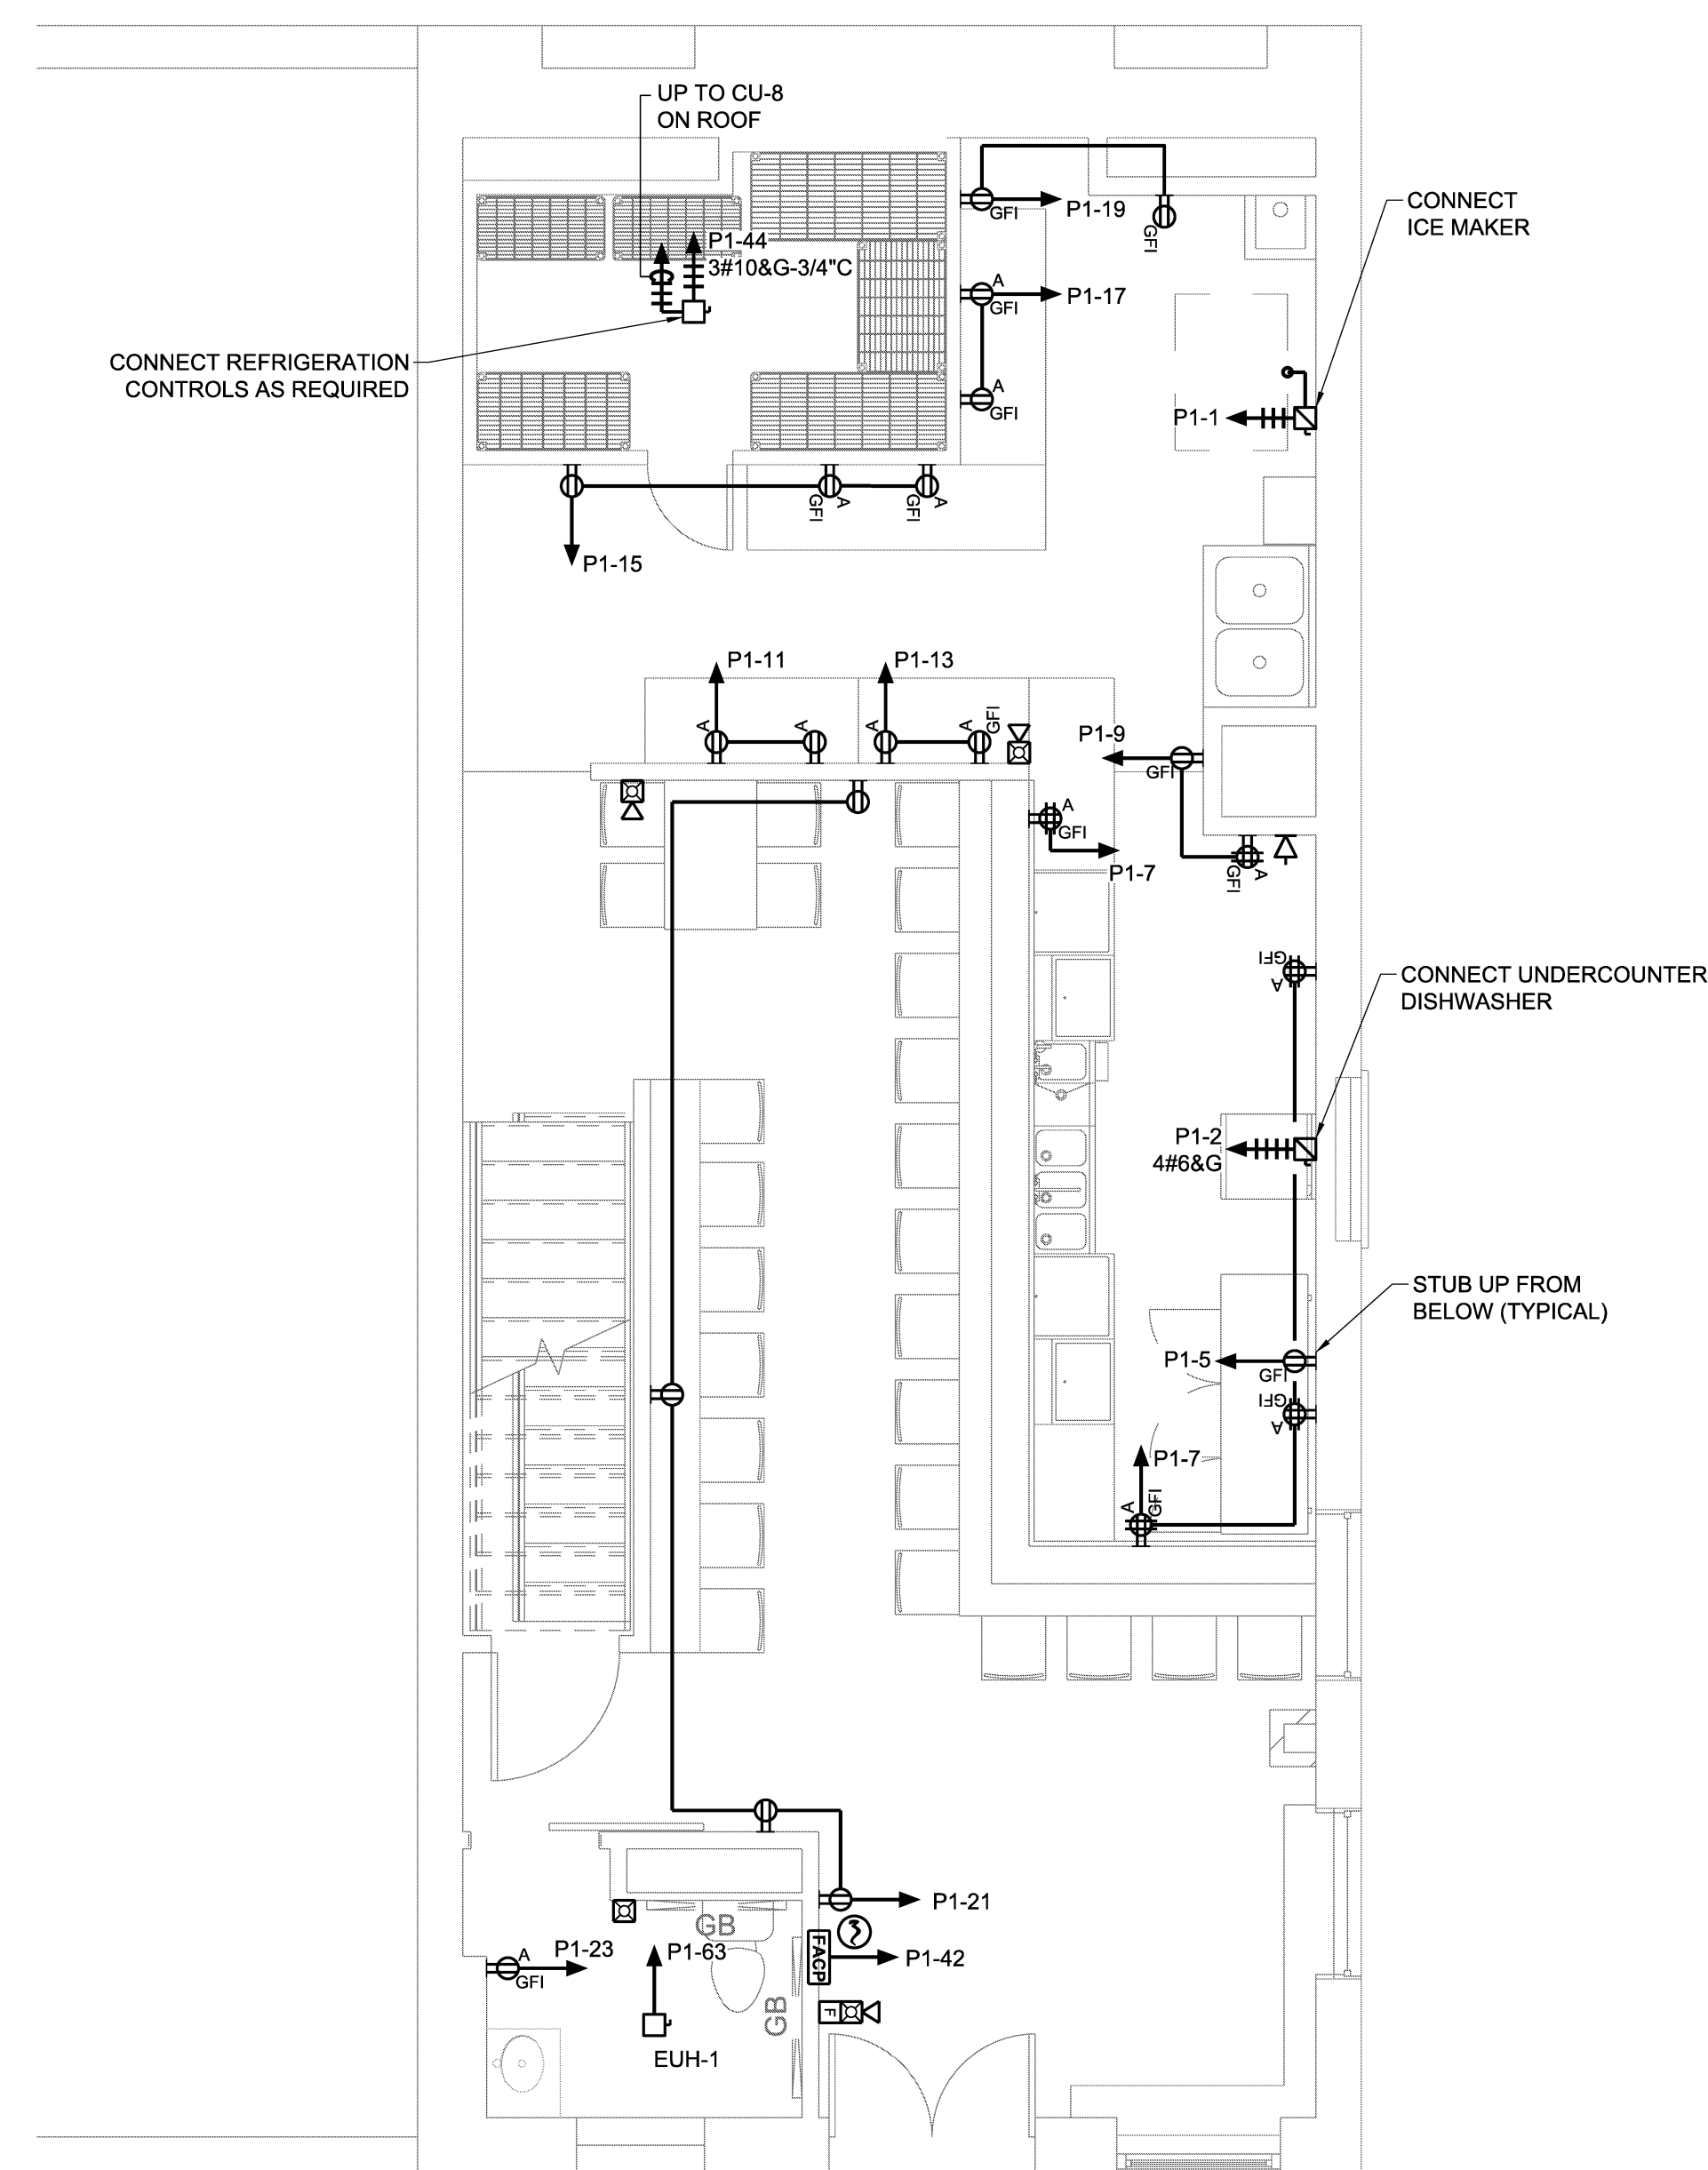 UP TO CU-8
ON ROOF
P1-44
3#10&G-3/4"C
CONNECT REFRIGERATION
CONTROLS AS REQUIRED
GFI
P1-19
GFI
CONNECT
ICE MAKER
A
GFI
P1-17
A
GFI
P1-1
GFI
A
GFI
A
P1-15
P1-11
A
A
P1-13
A
A
GFI
P1-9
GFI
A
GFI
P1-7
GFI
A
GFI
A
CONNECT UNDERCOUNTER
DISHWASHER
P1-2
4#6&G
STUB UP FROM
BELOW (TYPICAL)
P1-5
GFI
GFI
A
P1-7
A
GFI
P1-21
GB
FACP
P1-42
P1-23
A
GFI
P1-63
GB
F
EUH-1